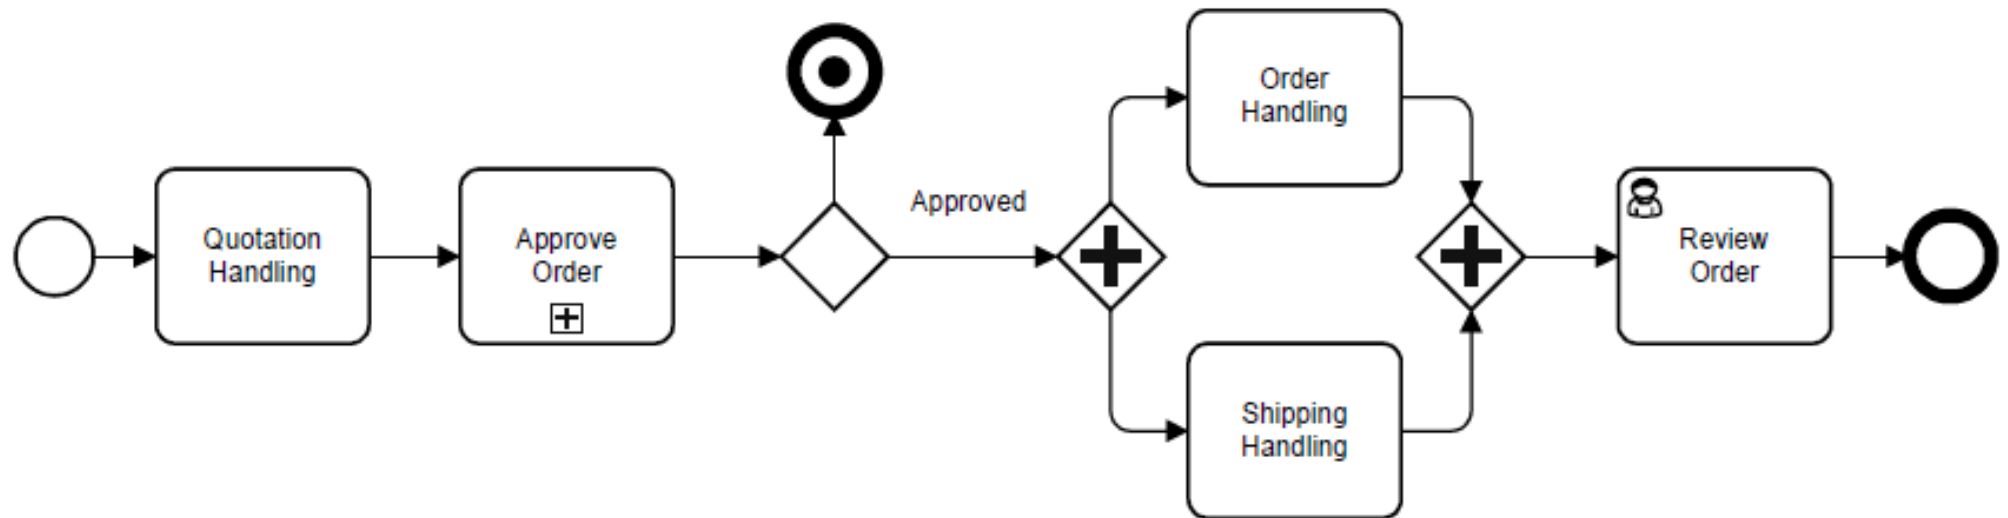 Quotation
Handling
Approve
Order
Approved
Order
Handling
Shipping
Handling
Review
Order